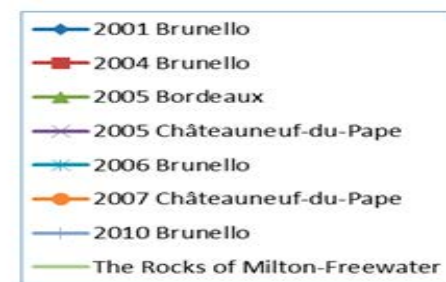 2001 Brunello
2004 Brunello
2005 Bordeaux
2005 Châteauneuf-du-Pape
2006 Brunello
2007 Châteauneuf-du-Pape
2010 Brunello
The Rocks of Milton-Freewater